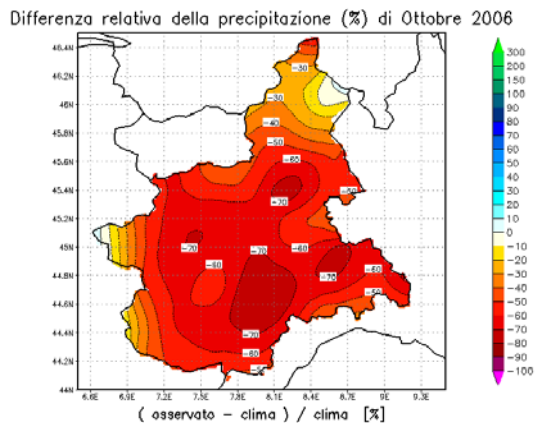 Differenza relativa della precipitazione (%) di Ottobre 2006
46.4N
46.2N
46N
45.8N
45.6N
45.4N
45.2N
45N
44.8N
44.6N
44.4N
44.2N
44N
6.6E 6.9E 7.2E 7.5E 7.8E 8.1E 8.4E 8.7E 9E 9.3E
-30
-30
-40
-50
-60
-70
-50
-60
-70
-70
-60
-70
-60
-50
-70
-60
300
200
150
100
90
80
70
60
50
40
30
20
10
0
-10
-20
-30
-40
-50
-60
-70
-80
-90
-100
( osservato - clima ) / clima [%]